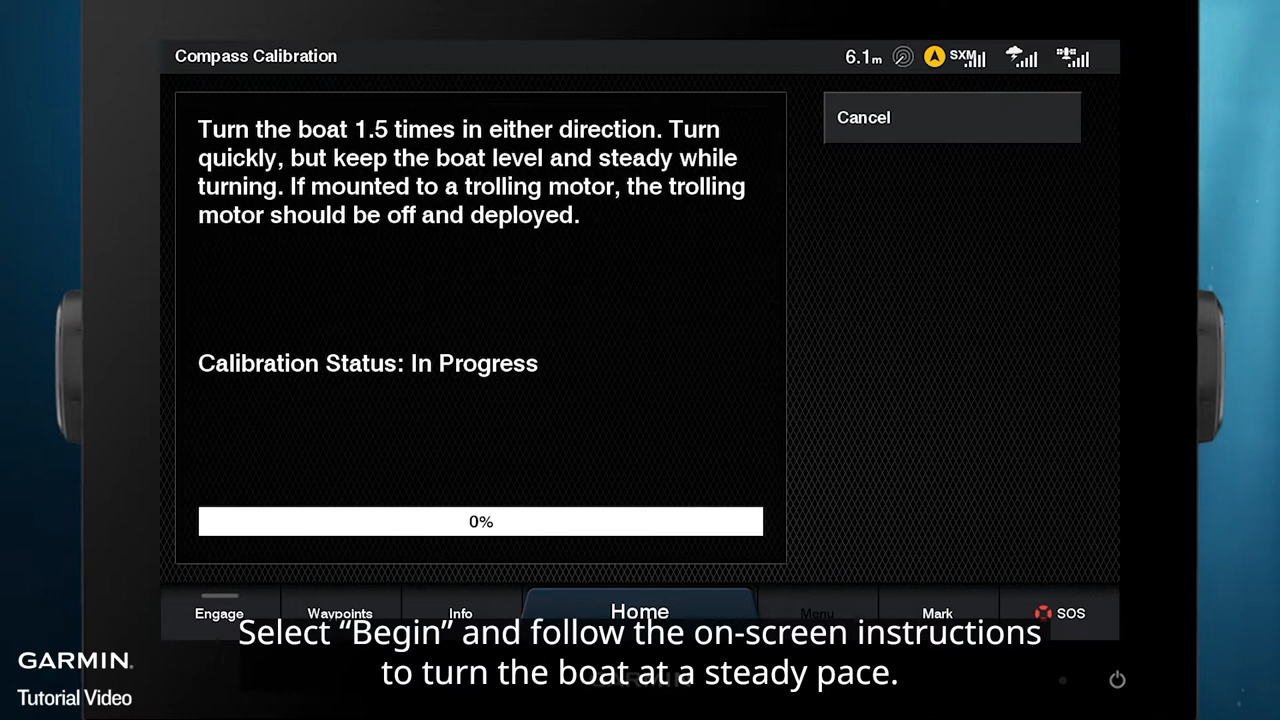 Compass Calibration
6.1m
SXM
Turn the boat 1.5 times in either direction. Turn
quickly, but keep the boat level and steady while
turning. If mounted to a trolling motor, the trolling
motor should be off and deployed.
Cancel
Calibration Status: In Progress
0%
Engage
Waypoints
Info
Home
Menu
Mark
SOS
Select “Begin” and follow the on-screen instructions
to turn the boat at a steady pace.
GARMIN.
Tutorial Video